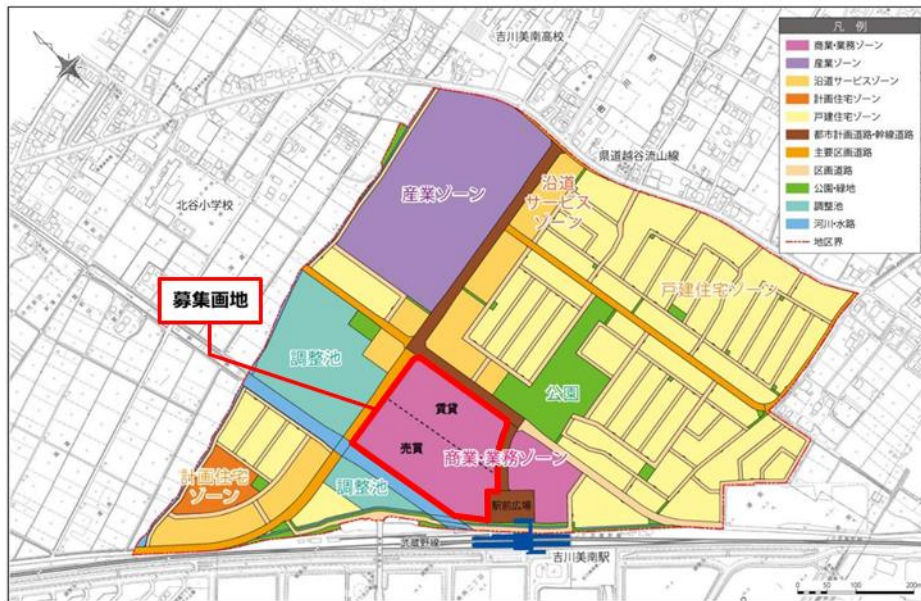 吉川美南高校
凡 例
商業・業務ゾーン
産業ゾーン
沿道サービスゾーン
計画住宅ゾーン
戸建住宅ゾーン
都市計画道路・幹線道路
主要区画道路
区画道路
公園・緑地
調整池
河川・水路
地区界
県道越谷流山線
産業ゾーン
沿道
サービス
ゾーン
北谷小学校
戸建住宅ゾーン
募集画地
調整池
公園
賃貸
売買
商業・業務ゾーン
計画住宅
ゾーン
調整池
駅前広場
武蔵野線
吉川美南駅
0 50 100 200m